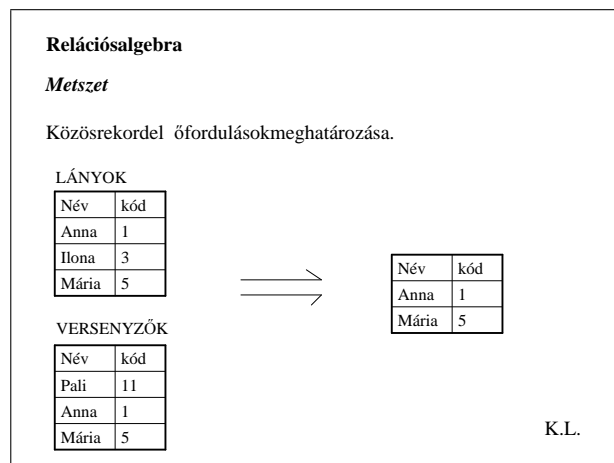 Relációsalgebra
Metszet
Közösrekordel őfordulásokmeghatározása.
LÁNYOK
Név kód
Anna 1
Ilona 3
Mária 5
VERSENYZŐK
Név kód
Pali 11
Anna 1
Mária 5
Név kód
Anna 1
Mária 5
K.L.